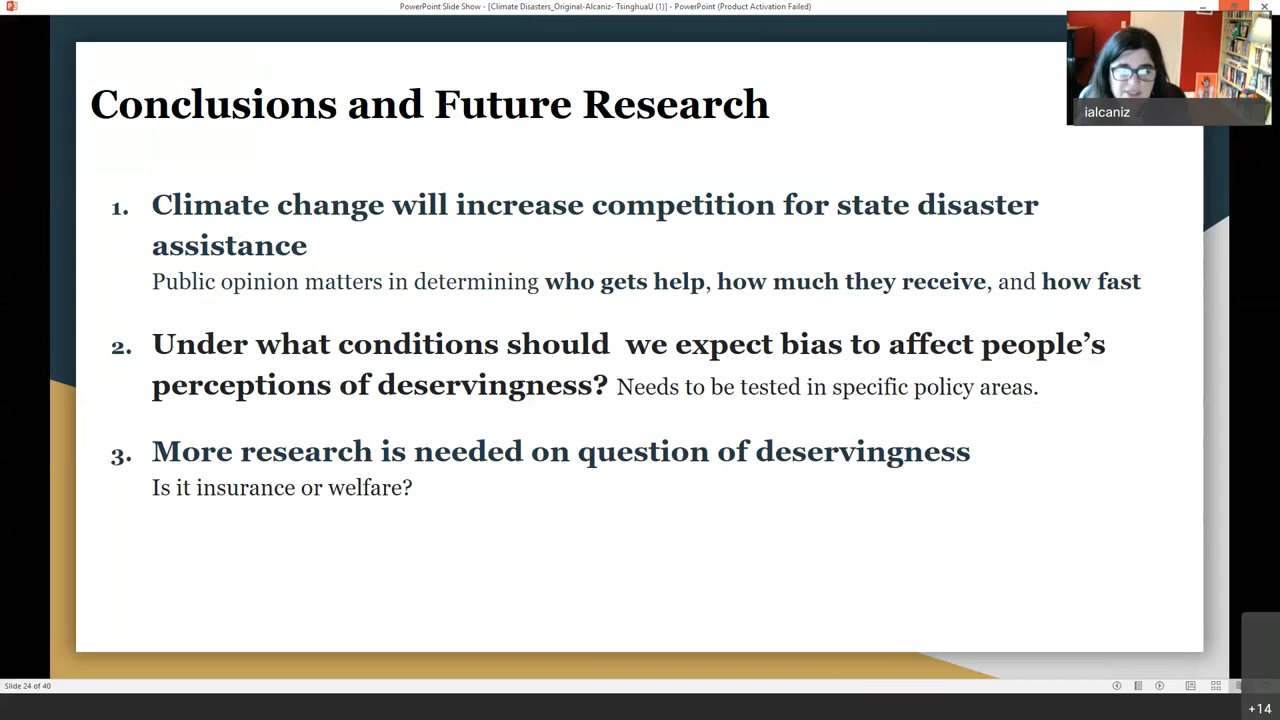 PowerPoint Slide Show - [Climate Disasters_Original-Alcaniz- TsinghuaU (1)] - PowerPoint (Product Activation Failed)
ialcaniz
Conclusions and Future Research
1. Climate change will increase competition for state disaster
assistance
Public opinion matters in determining who gets help, how much they receive, and how fast
2. Under what conditions should we expect bias to affect people’s
perceptions of deservingness? Needs to be tested in specific policy areas.
3. More research is needed on question of deservingness
Is it insurance or welfare?
Slide 24 of 40
+14